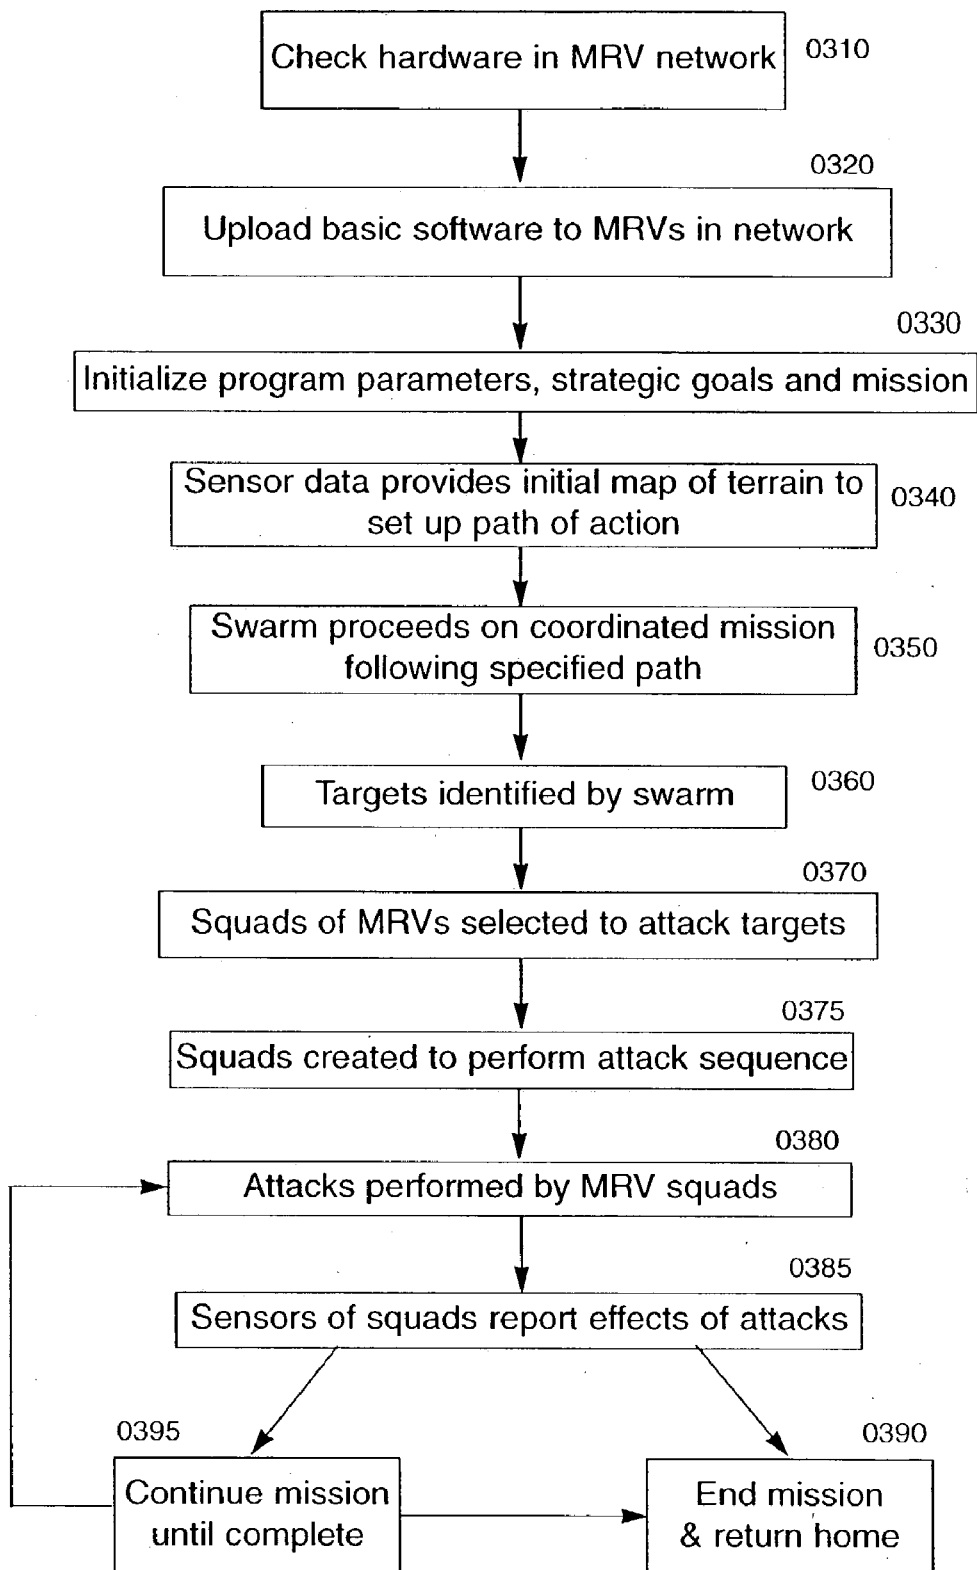 Check hardware in MRV network
0310
0320
Upload basic software to MRVs in network
0330
Initialize program parameters, strategic goals and mission
Sensor data provides initial map of terrain to
set up path of action
0340
Swarm proceeds on coordinated mission
following specified path
0350
Targets identified by swarm
0360
0370
Squads of MRVs selected to attack targets
0375
Squads created to perform attack sequence
0380
Attacks performed by MRV squads
0385
Sensors of squads report effects of attacks
0395
Continue mission
until complete
0390
End mission
& return home